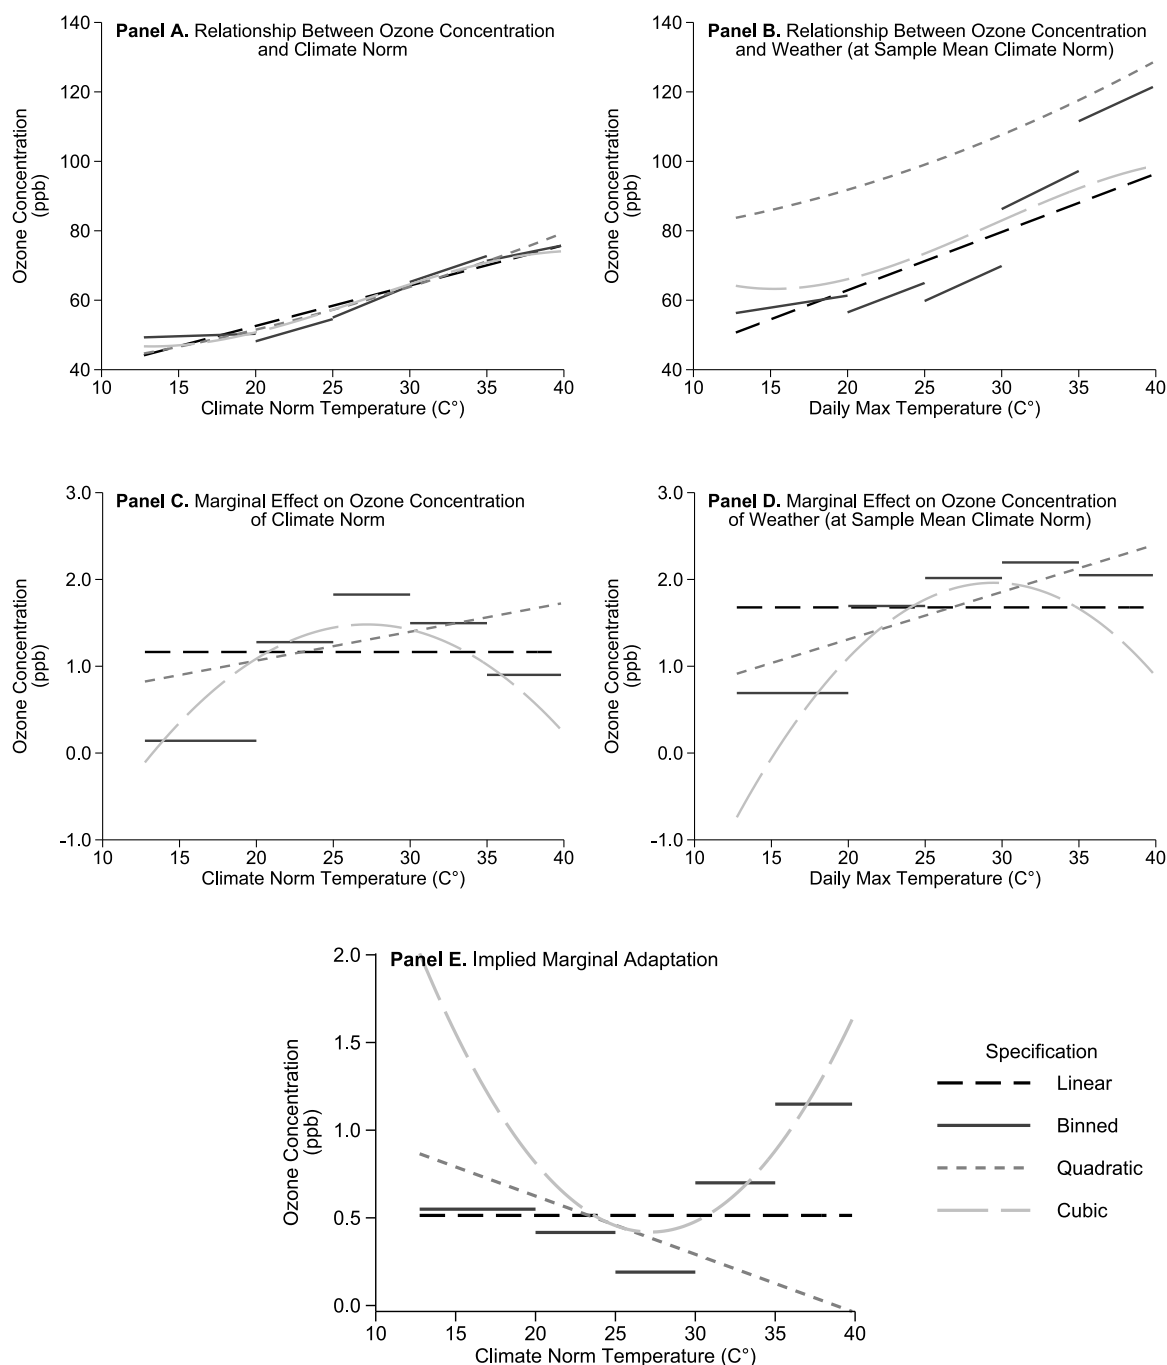 Panel A. Relationship Between Ozone Concentration
and Climate Norm
140
120
100
80
60
40
Ozone Concentration
(ppb)
10 15 20 25 30 35 40
Climate Norm Temperature (C°)
Panel B. Relationship Between Ozone Concentration
and Weather (at Sample Mean Climate Norm)
140
120
100
80
60
40
Ozone Concentration
(ppb)
10 15 20 25 30 35 40
Daily Max Temperature (C°)
Panel C. Marginal Effect on Ozone Concentration
of Climate Norm
3.0
2.0
1.0
0.0
-1.0
Ozone Concentration
(ppb)
10 15 20 25 30 35 40
Climate Norm Temperature (C°)
Panel D. Marginal Effect on Ozone Concentration
of Weather (at Sample Mean Climate Norm)
3.0
2.0
1.0
0.0
-1.0
Ozone Concentration
(ppb)
10 15 20 25 30 35 40
Daily Max Temperature (C°)
Panel E. Implied Marginal Adaptation
2.0
1.5
1.0
0.5
0.0
Ozone Concentration
(ppb)
10 15 20 25 30 35 40
Climate Norm Temperature (C°)
Specification
Linear
Binned
Quadratic
Cubic